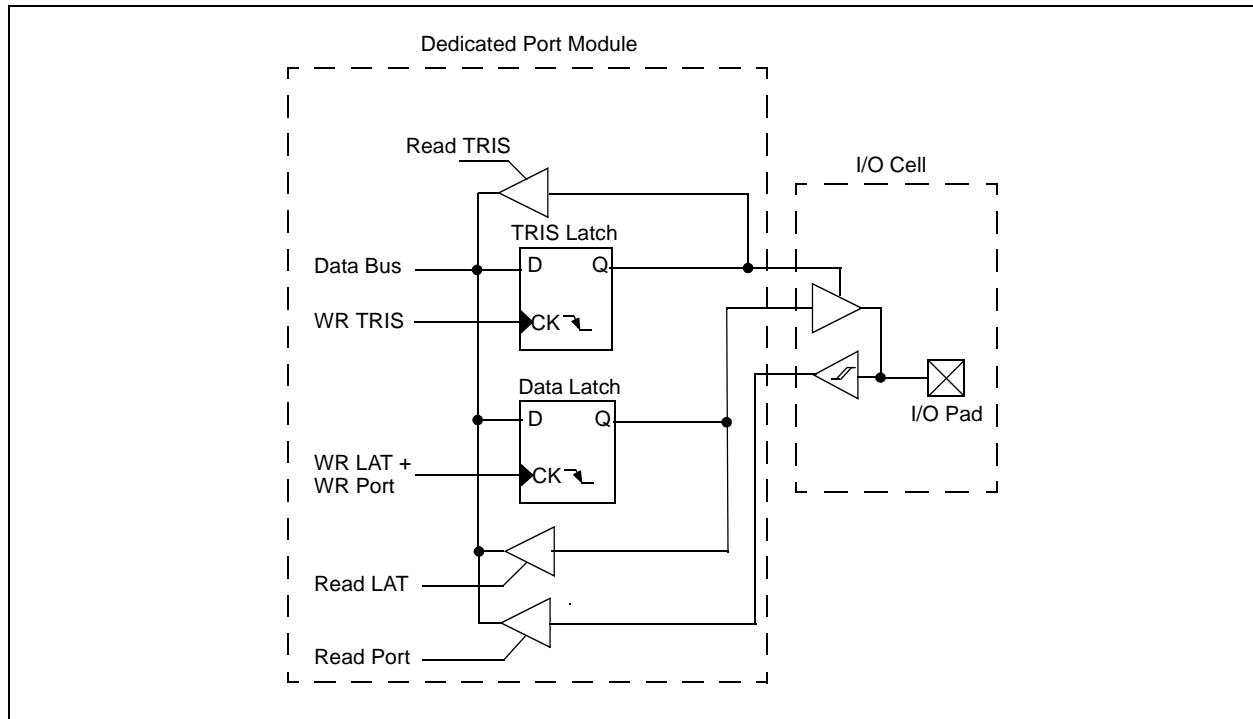 Dedicated Port Module
Read TRIS
I/O Cell
TRIS Latch
Data Bus
D
Q
WR TRIS
CK
Data Latch
I/O Pad
D
Q
WR LAT +
WR Port
CK
Read LAT
Read Port